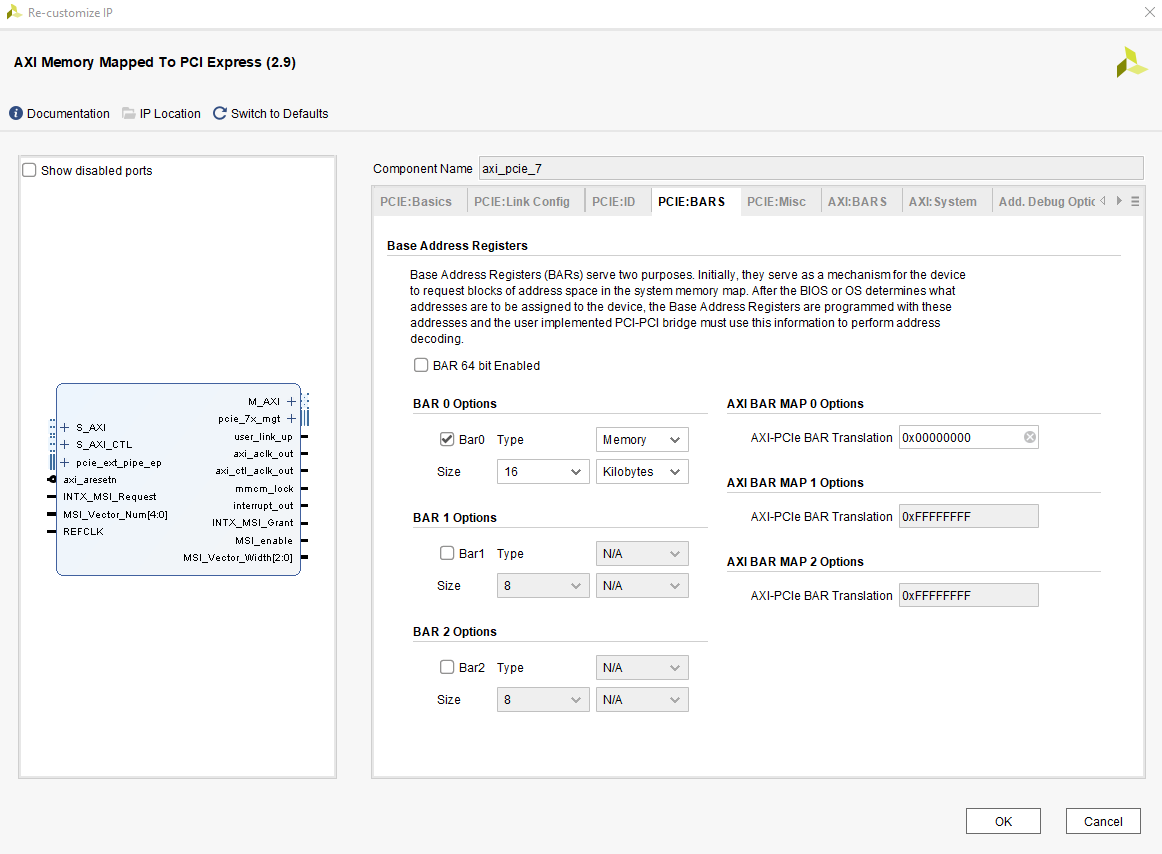 Re-customize IP
AXI Memory Mapped To PCI Express (2.9)
Documentation IP Location Switch to Defaults
Show disabled ports
S_AXI
S_AXI_CTL
pcie_ext_pipe_ep
axi_aresetn
INTX_MSI_Request
MSI_Vector_Num[4:0]
REFCLK
M_AXI
pcie_7x_mgt
user_link_up
axi_aclk_out
axi_ctl_aclk_out
mmcm_lock
interrupt_out
INTX_MSI_Grant
MSI_enable
MSI_Vector_Width[2:0]
Component Name axi_pcie_7
PCIE:Basics PCIE:Link Config PCIE:ID PCIE:BARS PCIE:Misc AXI:BARS AXI:System Add. Debug Optic
Base Address Registers
Base Address Registers (BARs) serve two purposes. Initially, they serve as a mechanism for the device
to request blocks of address space in the system memory map. After the BIOS or OS determines what
addresses are to be assigned to the device, the Base Address Registers are programmed with these
addresses and the user implemented PCI-PCI bridge must use this information to perform address
decoding.
BAR 64 bit Enabled
BAR 0 Options
Bar0 Type Memory
Size 16 Kilobytes
BAR 1 Options
Bar1 Type N/A
Size 8 N/A
BAR 2 Options
Bar2 Type N/A
Size 8 N/A
AXI BAR MAP 0 Options
AXI-PCIe BAR Translation 0x00000000
AXI BAR MAP 1 Options
AXI-PCIe BAR Translation 0xFFFFFFFF
AXI BAR MAP 2 Options
AXI-PCIe BAR Translation 0xFFFFFFFF
OK Cancel